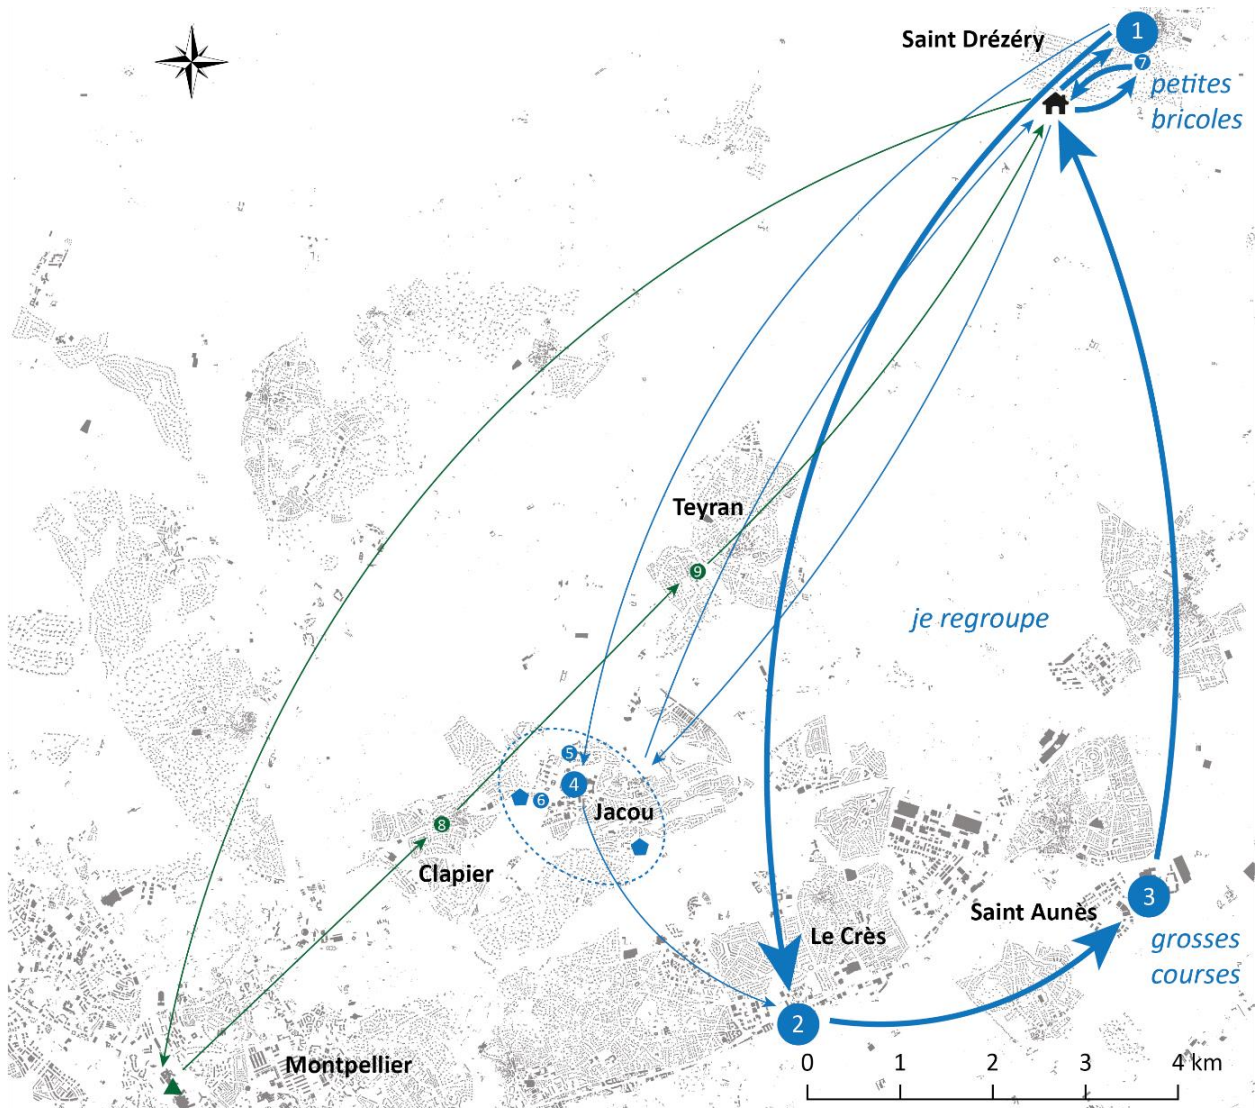 Saint Drézéry
1
7
petites
bricoles
Teyran
9
je regroupe
5
4
6
Jacou
8
Clapier
Saint Aunès
3
Le Crès
grosses
courses
2
Montpellier
0 1 2 3 4 km